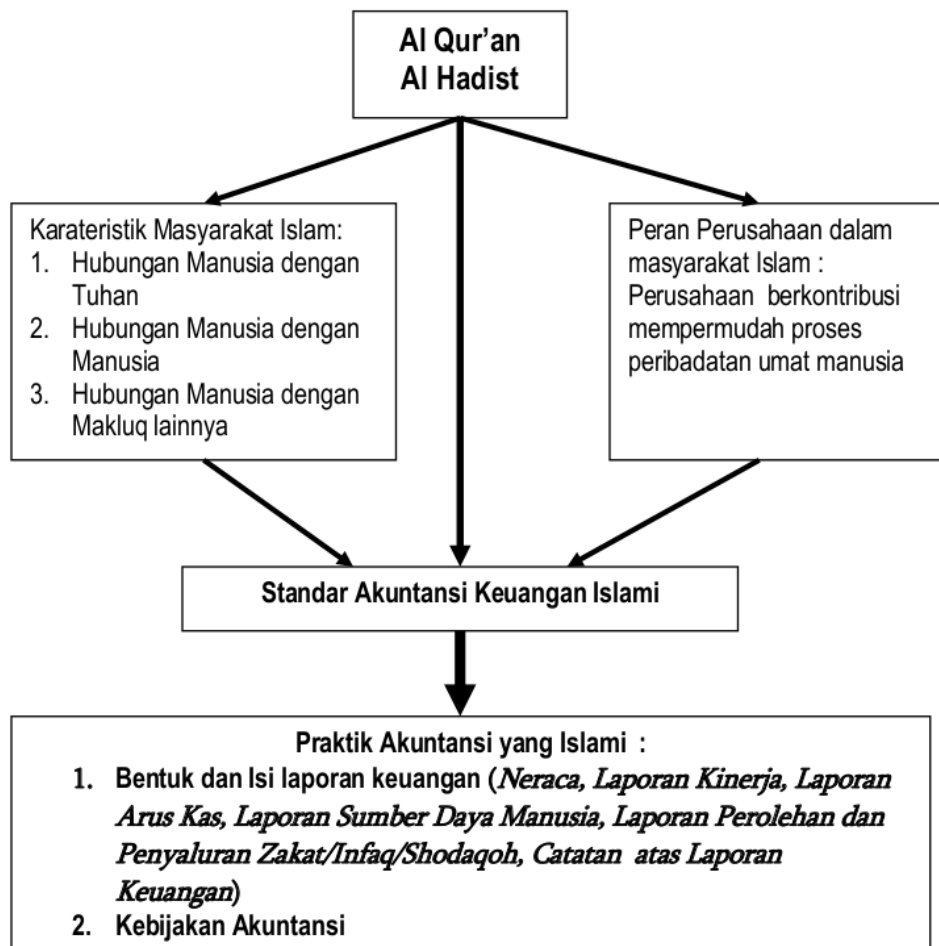 Al Qur'an
Al Hadist
Karateristik Masyarakat Islam:
1. Hubungan Manusia dengan
Tuhan
2. Hubungan Manusia dengan
Manusia
3. Hubungan Manusia dengan
Makluq lainnya
Peran Perusahaan dalam
masyarakat Islam :
Perusahaan berkontribusi
mempermudah proses
peribadatan umat manusia
Standar Akuntansi Keuangan Islami
Praktik Akuntansi yang Islami :
1. Bentuk dan Isi laporan keuangan (Neraca, Laporan Kinerja, Laporan
Arus Kas, Laporan Sumber Daya Manusia, Laporan Perolehan dan
Penyaluran Zakat/Infaq/Shodaqoh, Catatan atas Laporan
Keuangan)
2. Kebijakan Akuntansi